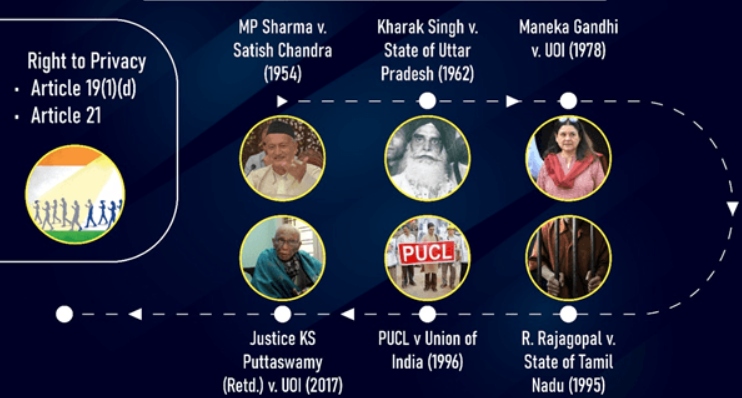 Right to Privacy
• Article 19(1)(d)
• Article 21
MP Sharma v.
Satish Chandra
(1954)
Kharak Singh v.
State of Uttar
Pradesh (1962)
Maneka Gandhi
v. UOI (1978)
PUCL
Justice KS
Puttaswamy
(Retd.) v. UOI (2017)
PUCL v Union of
India (1996)
R. Rajagopal v.
State of Tamil
Nadu (1995)